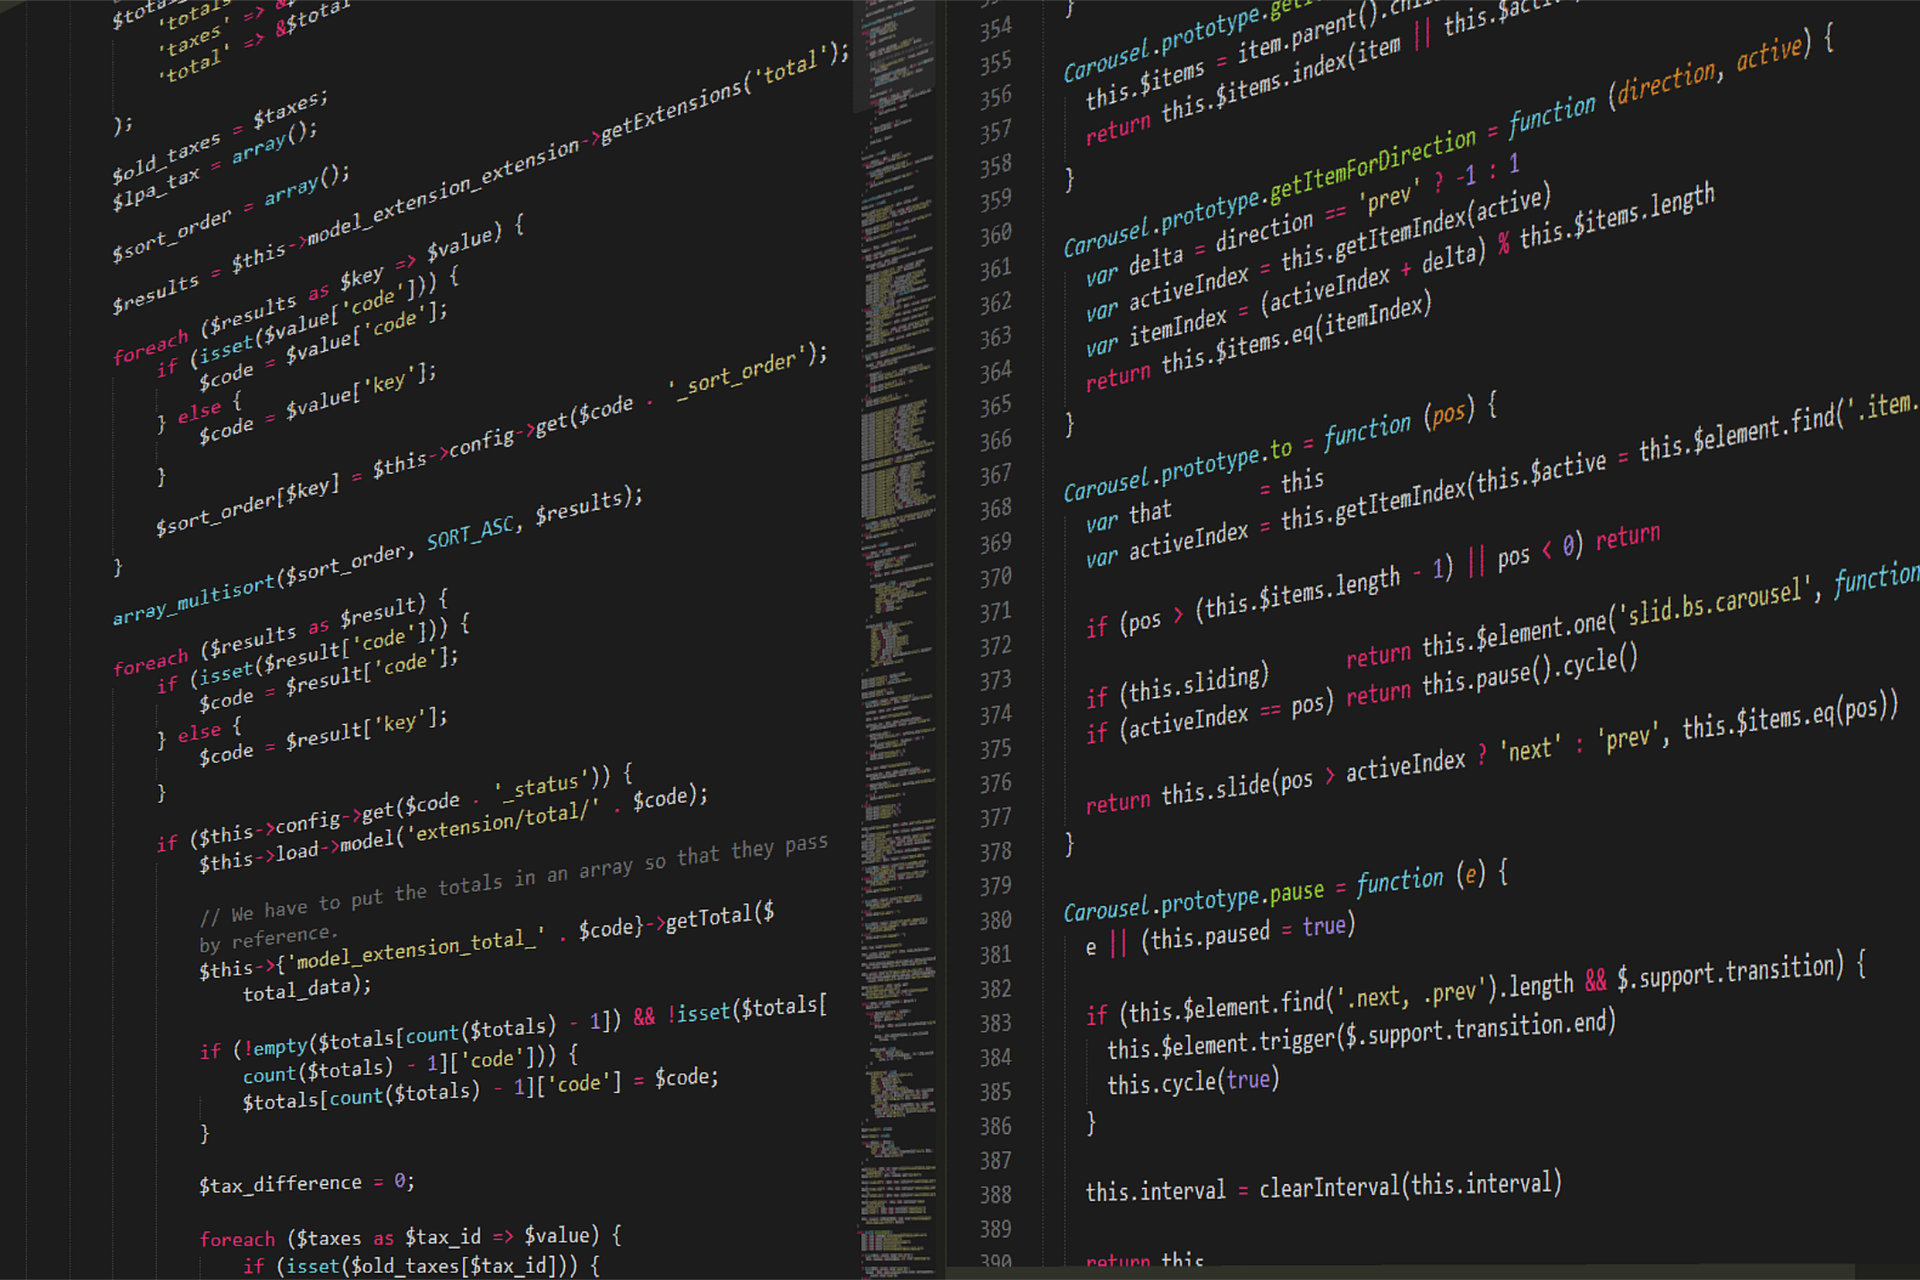 'totals' => &
'taxes' => &$total
'total' => &$total
);
$old_taxes = $taxes;
$lpa_tax = array();
$sort_order = array();
$results = $this->model_extension_extension->getExtensions('total');
foreach ($results as $key => $value) {
if (isset($value['code'])) {
$code = $value['code'];
} else {
$code = $value['key'];
}
$sort_order[$key] = $this->config->get($code . '_sort_order');
}
array_multisort($sort_order, SORT_ASC, $results);
foreach ($results as $result) {
if (isset($result['code'])) {
$code = $result['code'];
} else {
$code = $result['key'];
}
if ($this->config->get($code . '_status')) {
$this->load->model('extension/total/' . $code);
// We have to put the totals in an array so that they pass
by reference.
$this->{'model_extension_total_' . $code}->getTotal($
total_data);
if (!empty($totals[count($totals) - 1]) && !isset($totals[
count($totals) - 1]['code'])) {
$totals[count($totals) - 1]['code'] = $code;
}
$tax_difference = 0;
foreach ($taxes as $tax_id => $value) {
if (isset($old_taxes[$tax_id])) {
}
354
355 Carousel.prototype.
356 this.$items = item.parent().
357 return this.$items.index(item || this.
358 }
359
360 Carousel.prototype.getItemForDirection = function (direction, active) {
361 var delta = direction == 'prev' ? -1 : 1
362 var activeIndex = this.getItemIndex(active)
363 var itemIndex = (activeIndex + delta) % this.$items.length
364 return this.$items.eq(itemIndex)
365 }
366
367 Carousel.prototype.to = function (pos) {
368 var that = this
369 var activeIndex = this.getItemIndex(this.$active = this.$element.find('.item.
370
371 if (pos > (this.$items.length - 1) || pos < 0) return
372
373 if (this.sliding) return this.$element.one('slid.bs.carousel', function
374 if (activeIndex == pos) return this.pause().cycle()
375
376 return this.slide(pos > activeIndex ? 'next' : 'prev', this.$items.eq(pos))
377 }
378
379 Carousel.prototype.pause = function (e) {
380 e || (this.paused = true)
381
382 if (this.$element.find('.next, .prev').length && $.support.transition) {
383 this.$element.trigger($.support.transition.end)
384 this.cycle(true)
385 }
386
387 this.interval = clearInterval(this.interval)
388
389 return this
390